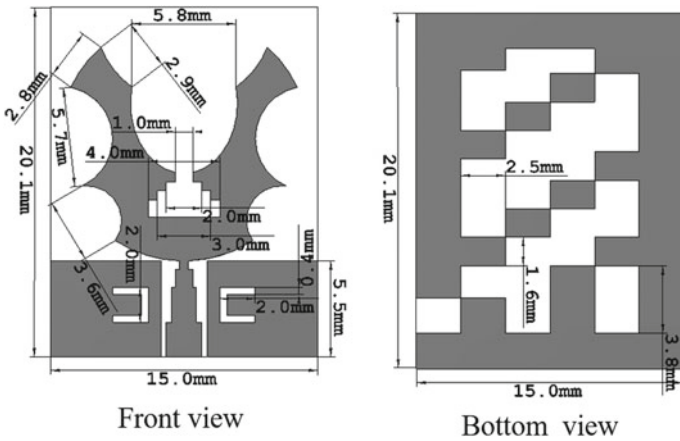 5.8mm
2.9mm
2.8mm
5.7mm
1.0mm
4.0mm
20.1mm
2.0mm
3.0mm
2.0mm
0.4mm
3.6mm
2.0mm
5.5mm
15.0mm
Front view
20.1mm
2.5mm
1.6mm
3.8mm
15.0mm
Bottom view